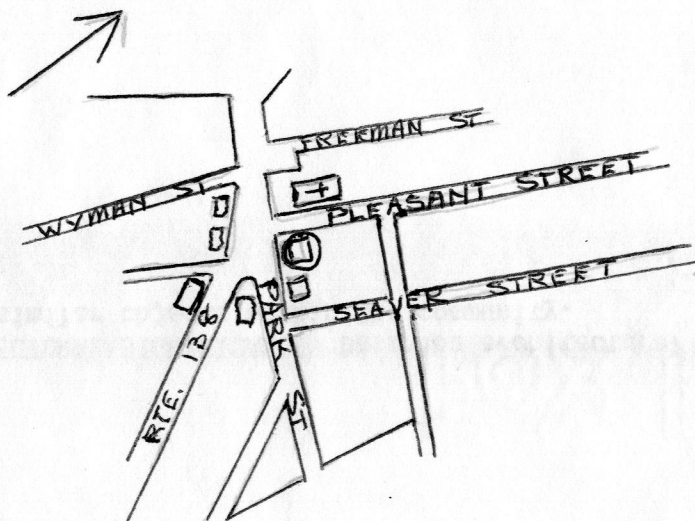 FREEMAN ST
WYMAN ST
PLEASANT STREET
SEAVER STREET
PARK ST
RTE. 138